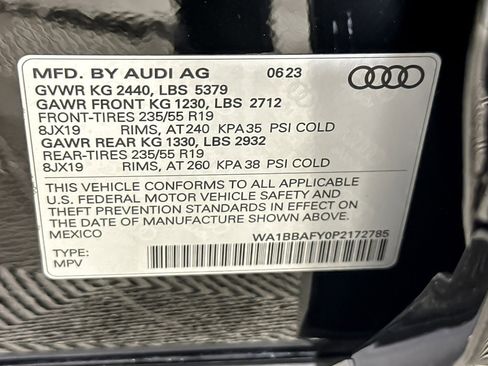 MFD. BY AUDI AG 06 23
GVWR KG 2440, LBS 5379
GAWR FRONT KG 1230, LBS 2712
FRONT-TIRES 235/55 R19
8JX19 RIMS, AT 240 KPA 35 PSI COLD
GAWR REAR KG 1330, LBS 2932
REAR-TIRES 235/55 R19
8JX19 RIMS, AT 260 KPA 38 PSI COLD
THIS VEHICLE CONFORMS TO ALL APPLICABLE
U.S. FEDERAL MOTOR VEHICLE SAFETY AND
THEFT PREVENTION STANDARDS IN EFFECT ON
THE DATE OF MANUFACTURE SHOWN ABOVE.
MEXICO WA1BBAFY0P2172785
TYPE:
MPV